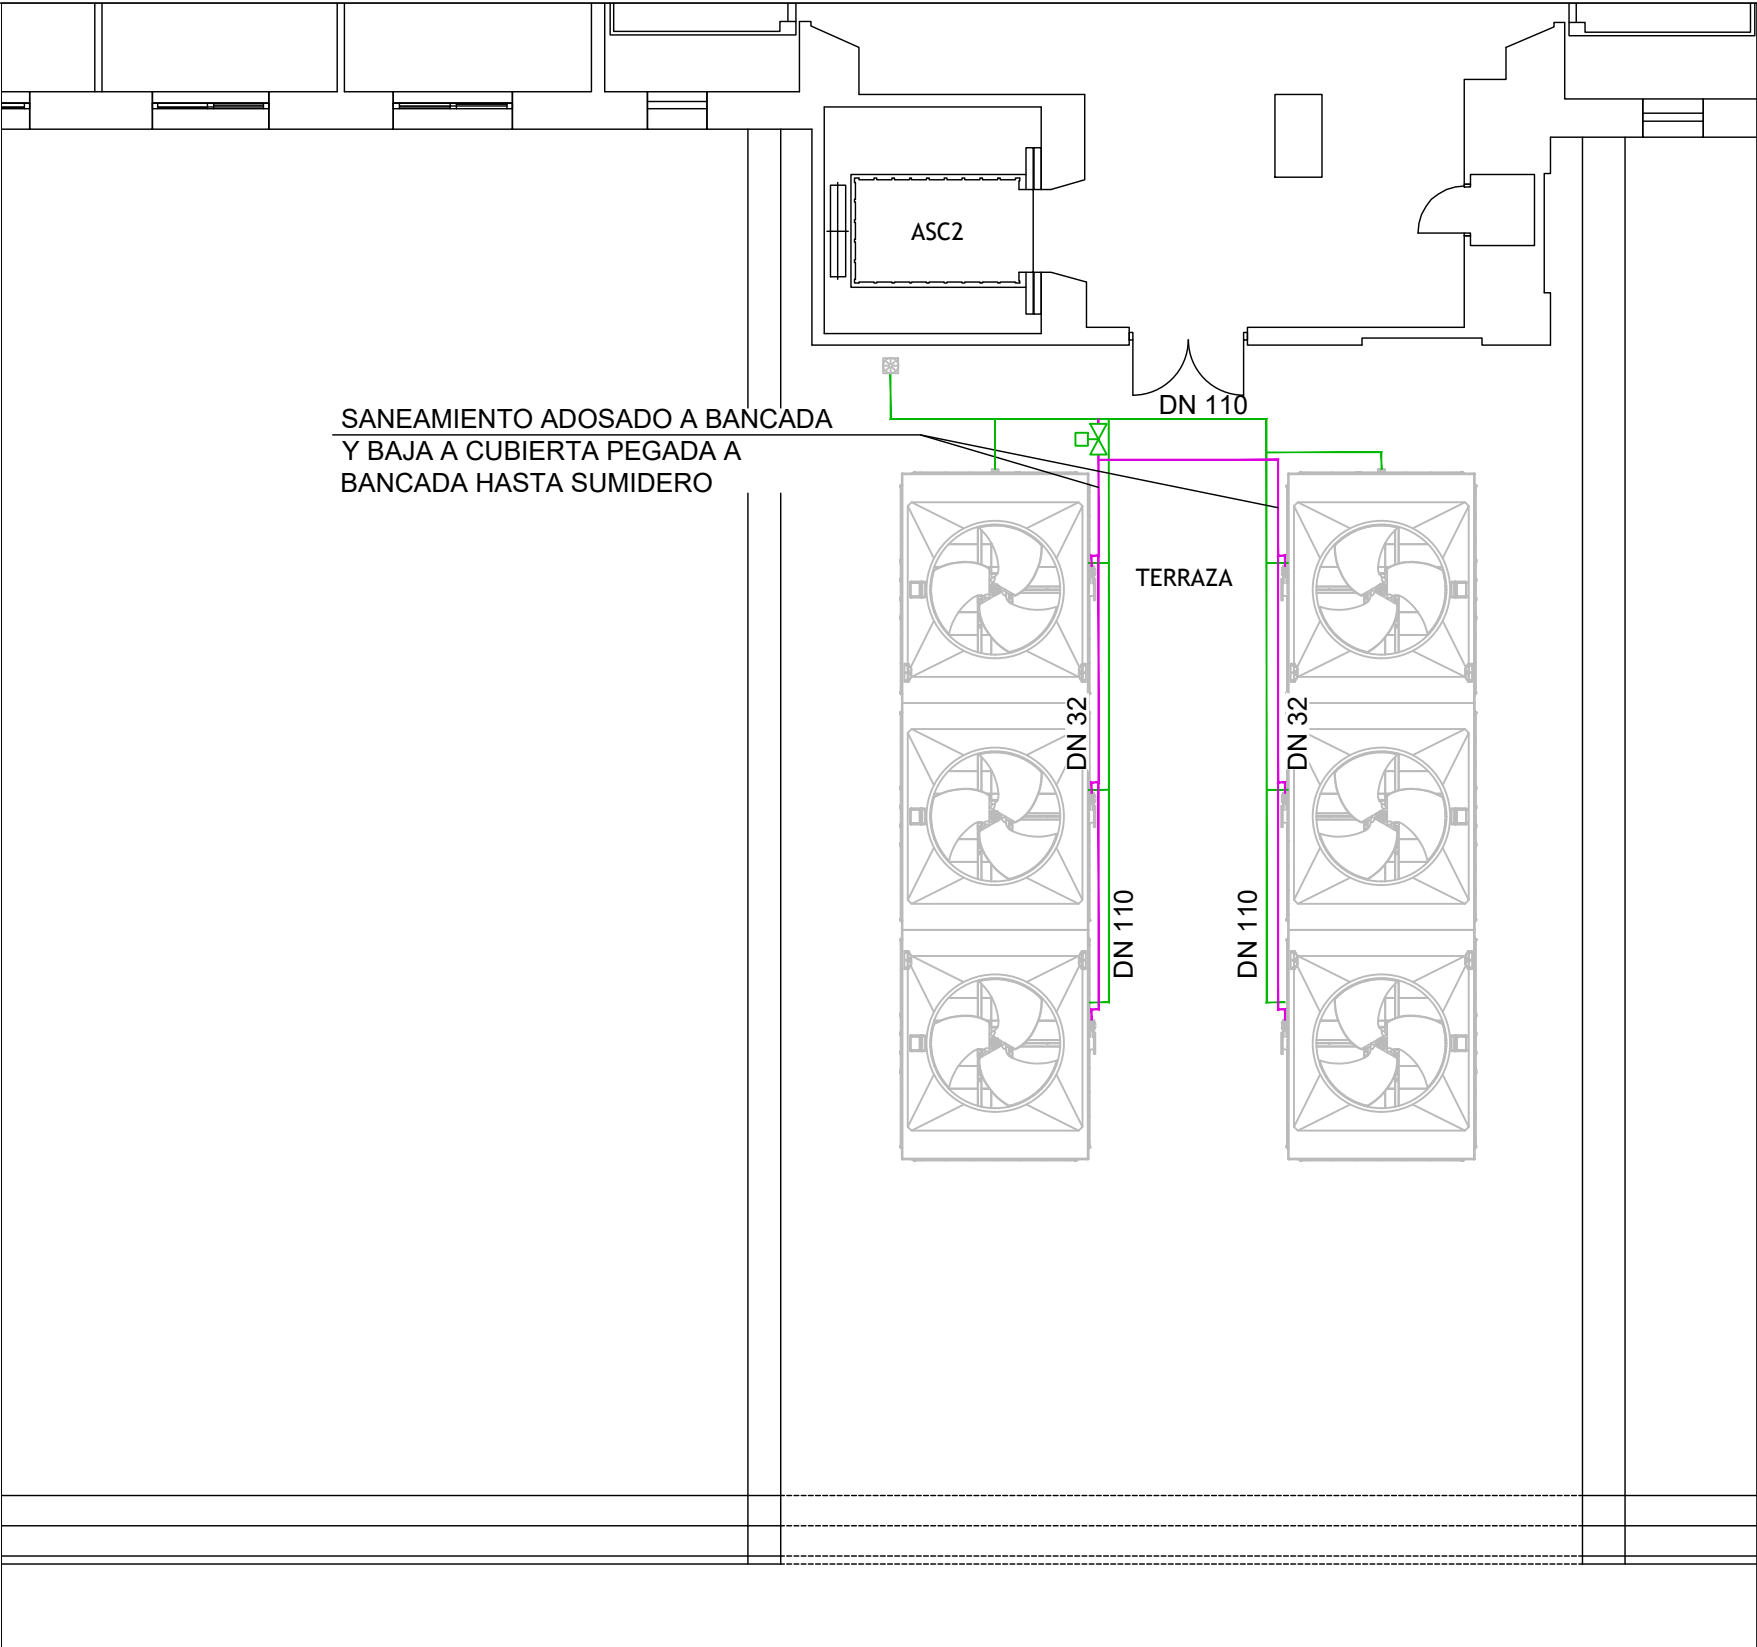 ASC2
DN 110
SANEAMIENTO ADOSADO A BANCADA
Y BAJA A CUBIERTA PEGADA A
BANCADA HASTA SUMIDERO
TERRAZA
DN 32
DN 32
DN 110
DN 110